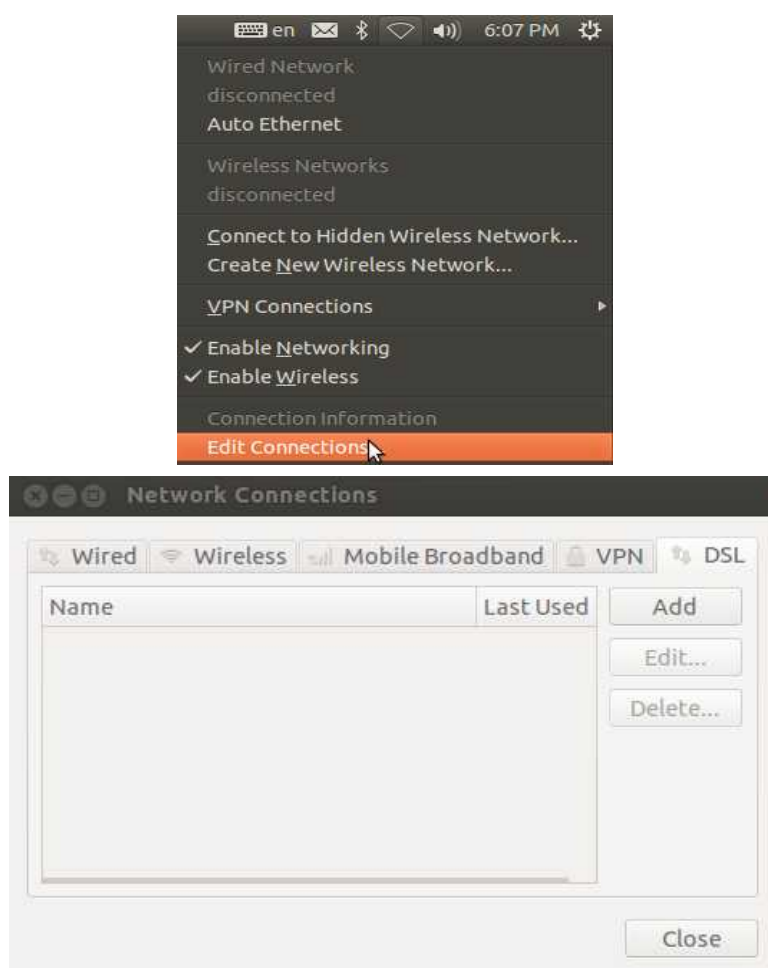 en 6:07 PM
Wired Network
disconnected
Auto Ethernet
Wireless Networks
disconnected
Connect to Hidden Wireless Network...
Create New Wireless Network...
VPN Connections
Enable Networking
Enable Wireless
Connection Information
Edit Connections
Network Connections
Wired Wireless Mobile Broadband VPN DSL
Name Last Used Add
Edit...
Delete...
Close